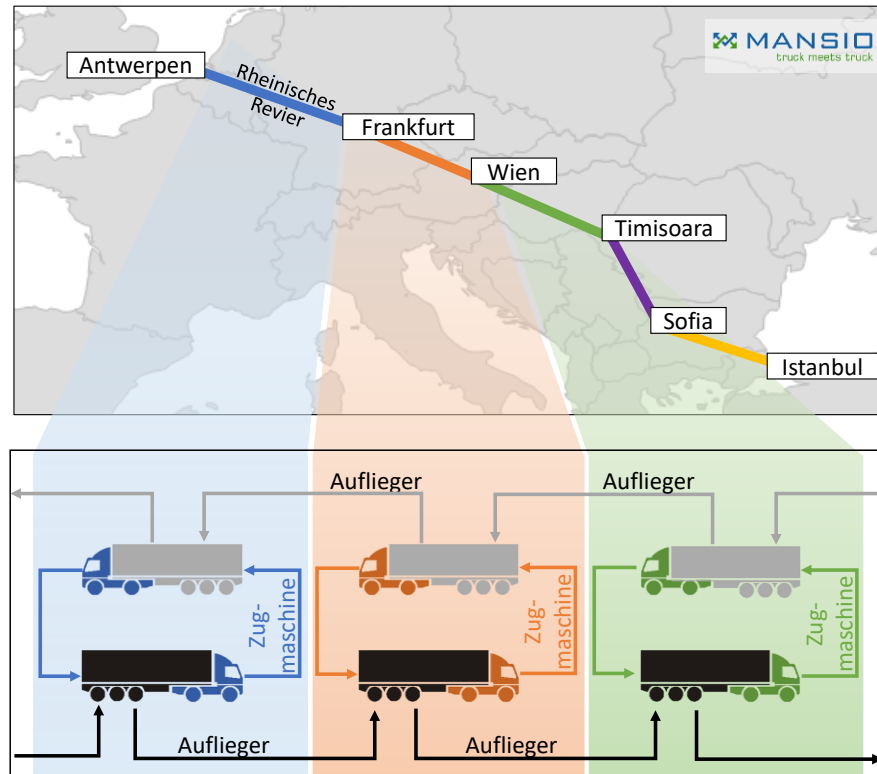 MANSIO
truck meets truck
Antwerpen
Rheinisches
Revier
Frankfurt
Wien
Timisoara
Sofia
Istanbul
Auflieger
Auflieger
Zug-
maschine
Zug-
maschine
Zug-
maschine
Auflieger
Auflieger